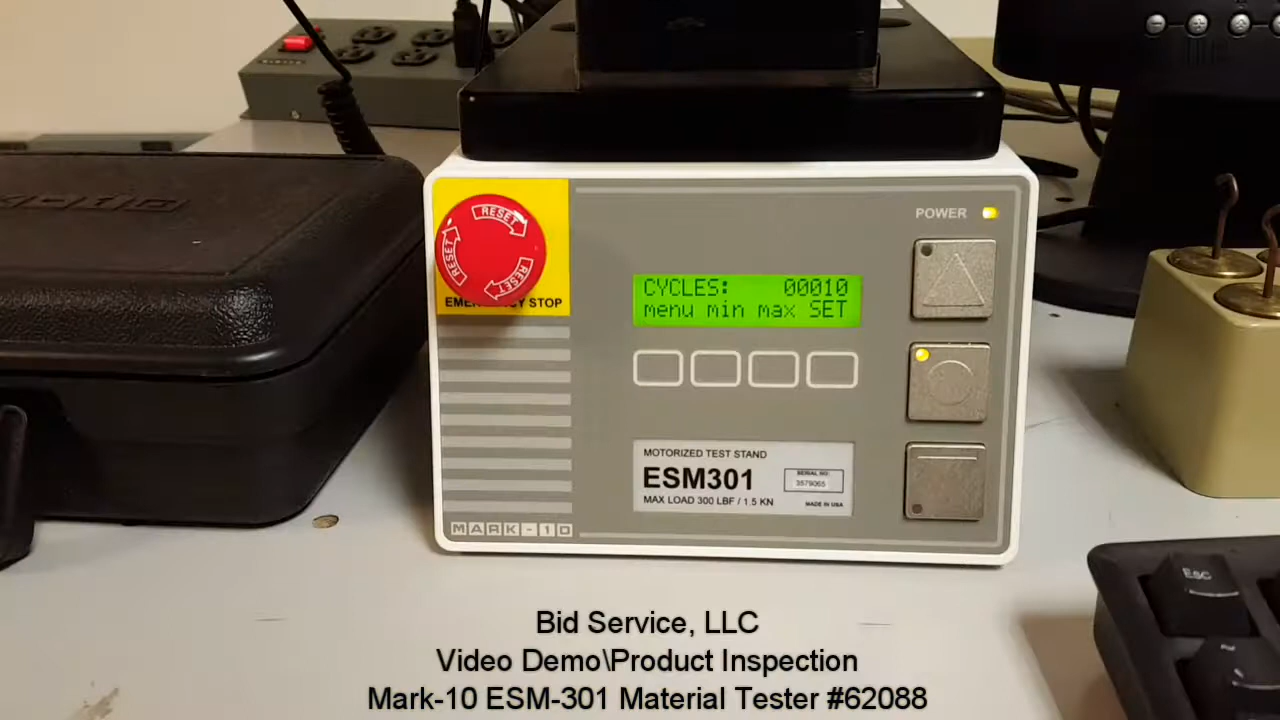 POWER
RESET
RESET
RESET
EMERGENCY STOP
CYCLES: 00010
menu min max SET
MOTORIZED TEST STAND
ESM301
SERIAL NO:
3579065
MAX LOAD 300 LBF / 1.5 KN
MADE IN USA
MARK-10
Esc
Bid Service, LLC
Video Demo\Product Inspection
Mark-10 ESM-301 Material Tester #62088